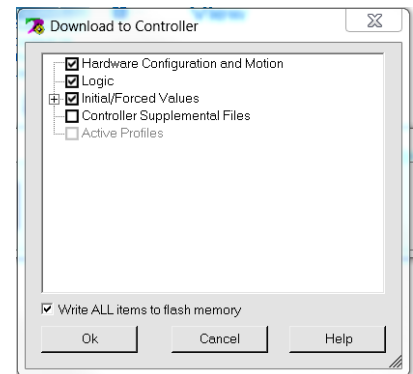 Download to Controller
Hardware Configuration and Motion
Logic
Initial/Forced Values
Controller Supplemental Files
Active Profiles
Write ALL items to flash memory
Ok Cancel Help